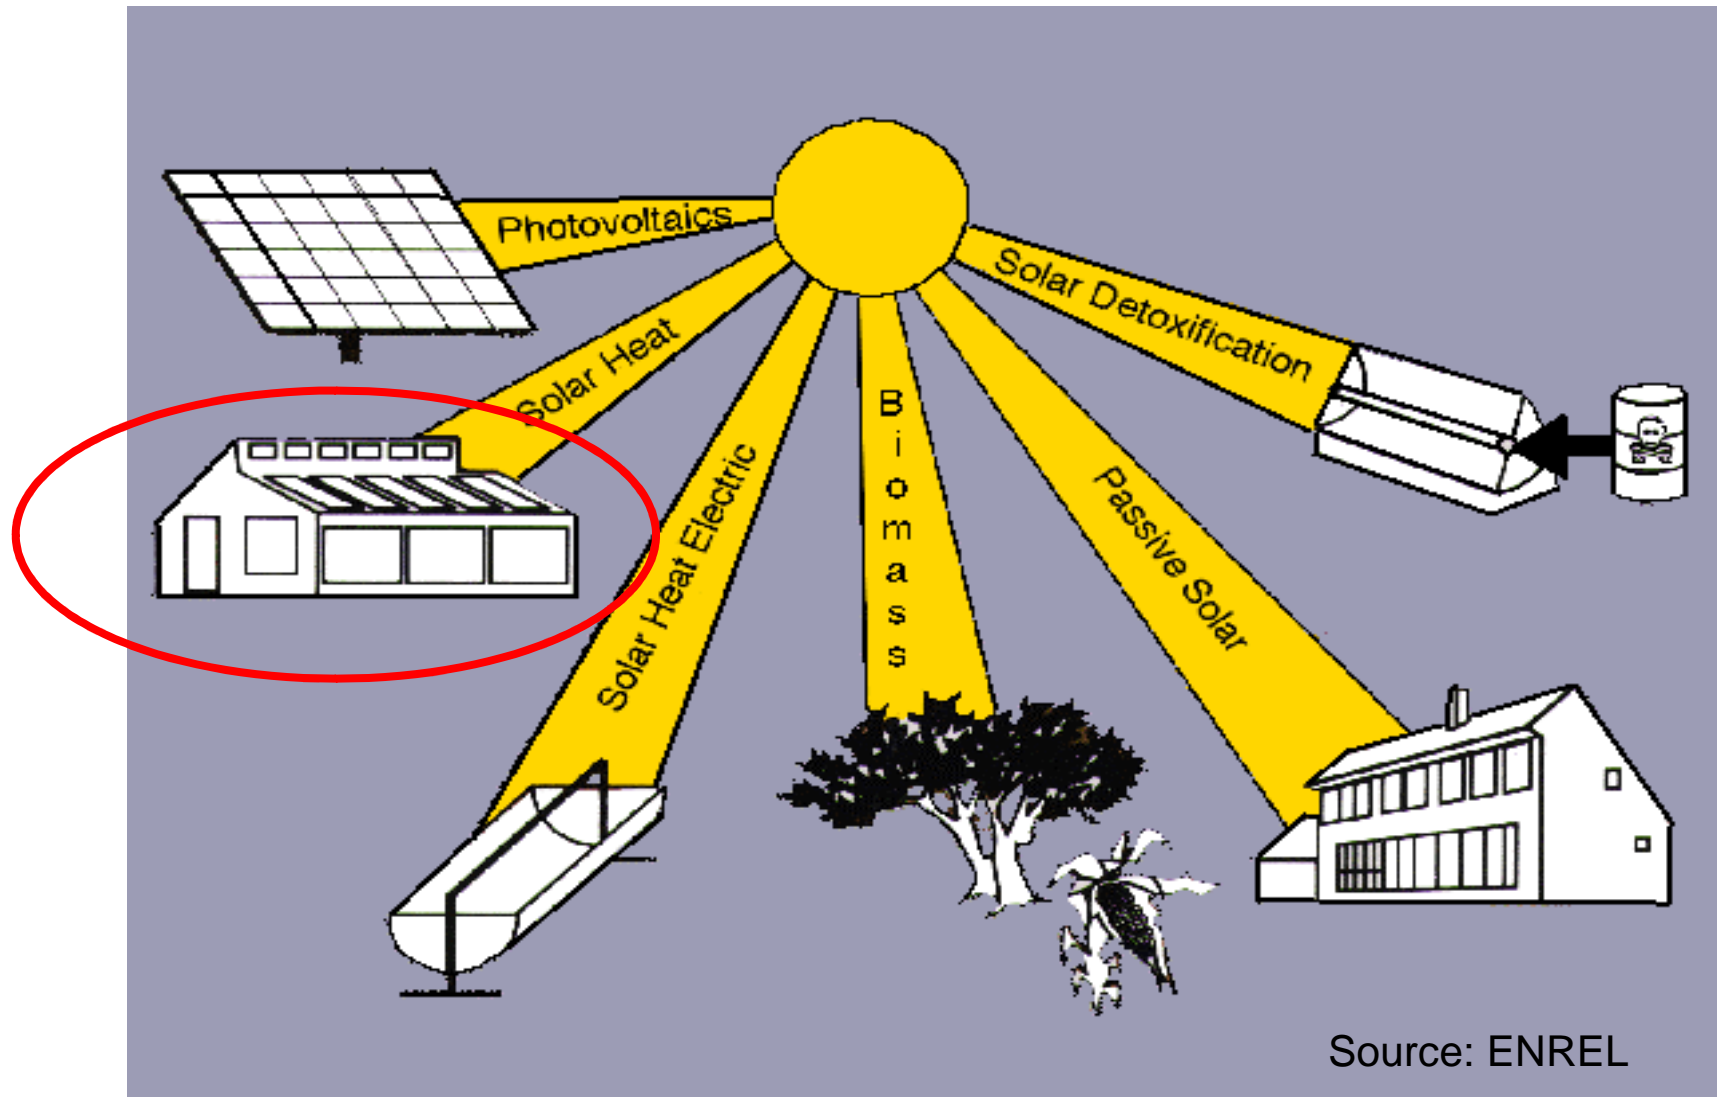 Photovoltaics
Solar Heat
Solar Heat Electric
Biomass
Passive Solar
Solar Detoxification
Source: ENREL